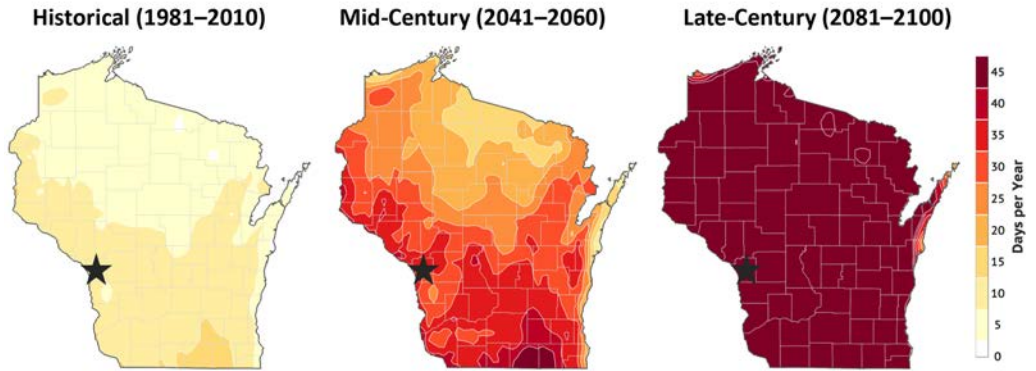 Historical (1981–2010)
Mid-Century (2041–2060)
Late-Century (2081–2100)
45
40
35
30
25
20
15
10
5
0
Days per Year